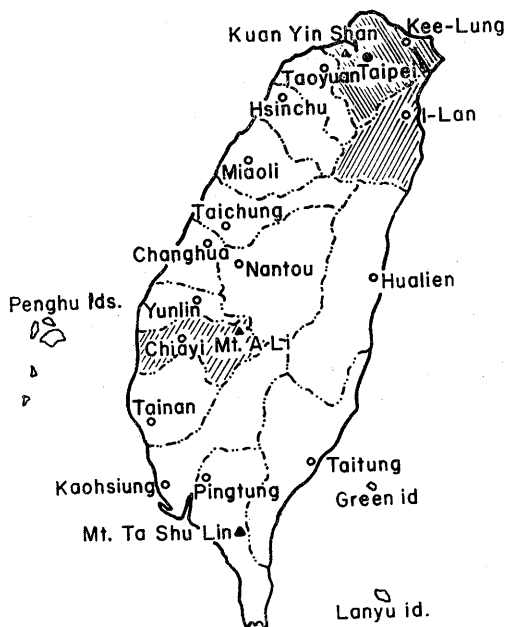 Kuan Yin Shan
Kee-Lung
Taoyuan
Taipei
Hsinchu
I-Lan
Miaoli
Taichung
Changhua
Nantou
Hualien
Penghu Ids.
Yunlin
Chiayi
Mt. A Li
Tainan
Taitung
Kaohsiung
Pingtung
Green id
Mt. Ta Shu Lin
Lanyu id.